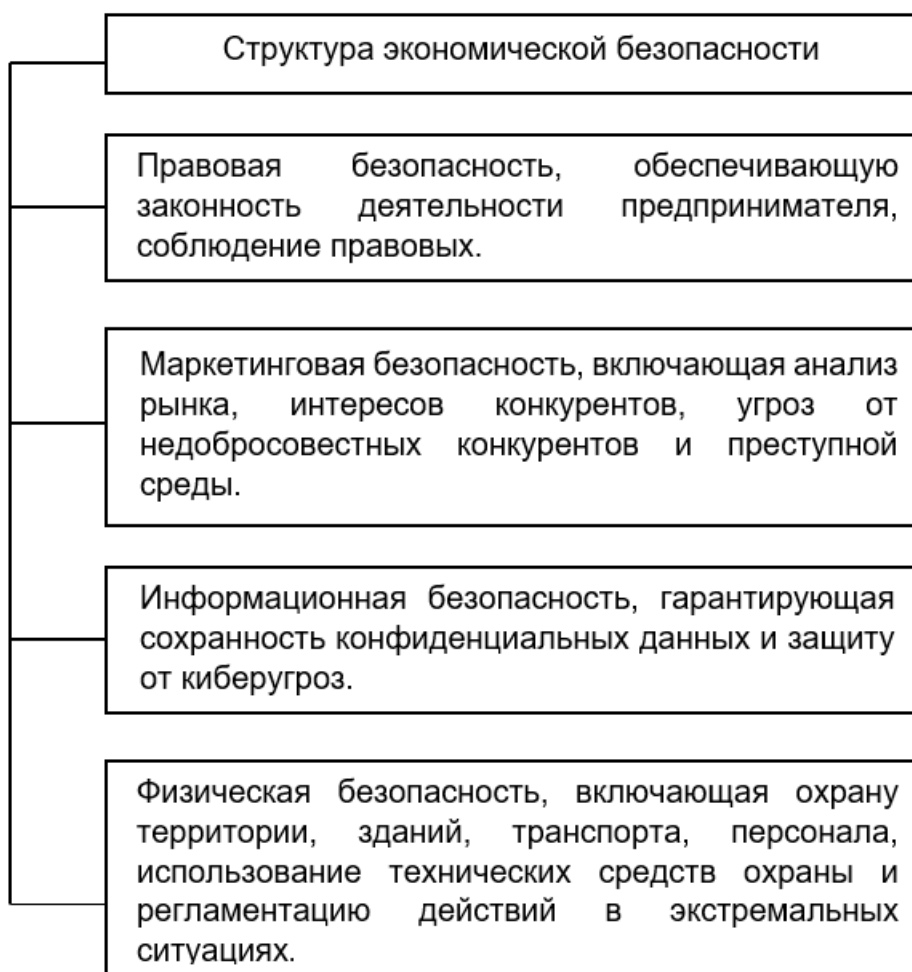 Структура экономической безопасности
Правовая безопасность, обеспечивающую
законность деятельности предпринимателя,
соблюдение правовых.
Маркетинговая безопасность, включающая анализ
рынка, интересов конкурентов, угроз от
недобросовестных конкурентов и преступной
среды.
Информационная безопасность, гарантирующая
сохранность конфиденциальных данных и защиту
от киберугроз.
Физическая безопасность, включающая охрану
территории, зданий, транспорта, персонала,
использование технических средств охраны и
регламентацию действий в экстремальных
ситуациях.